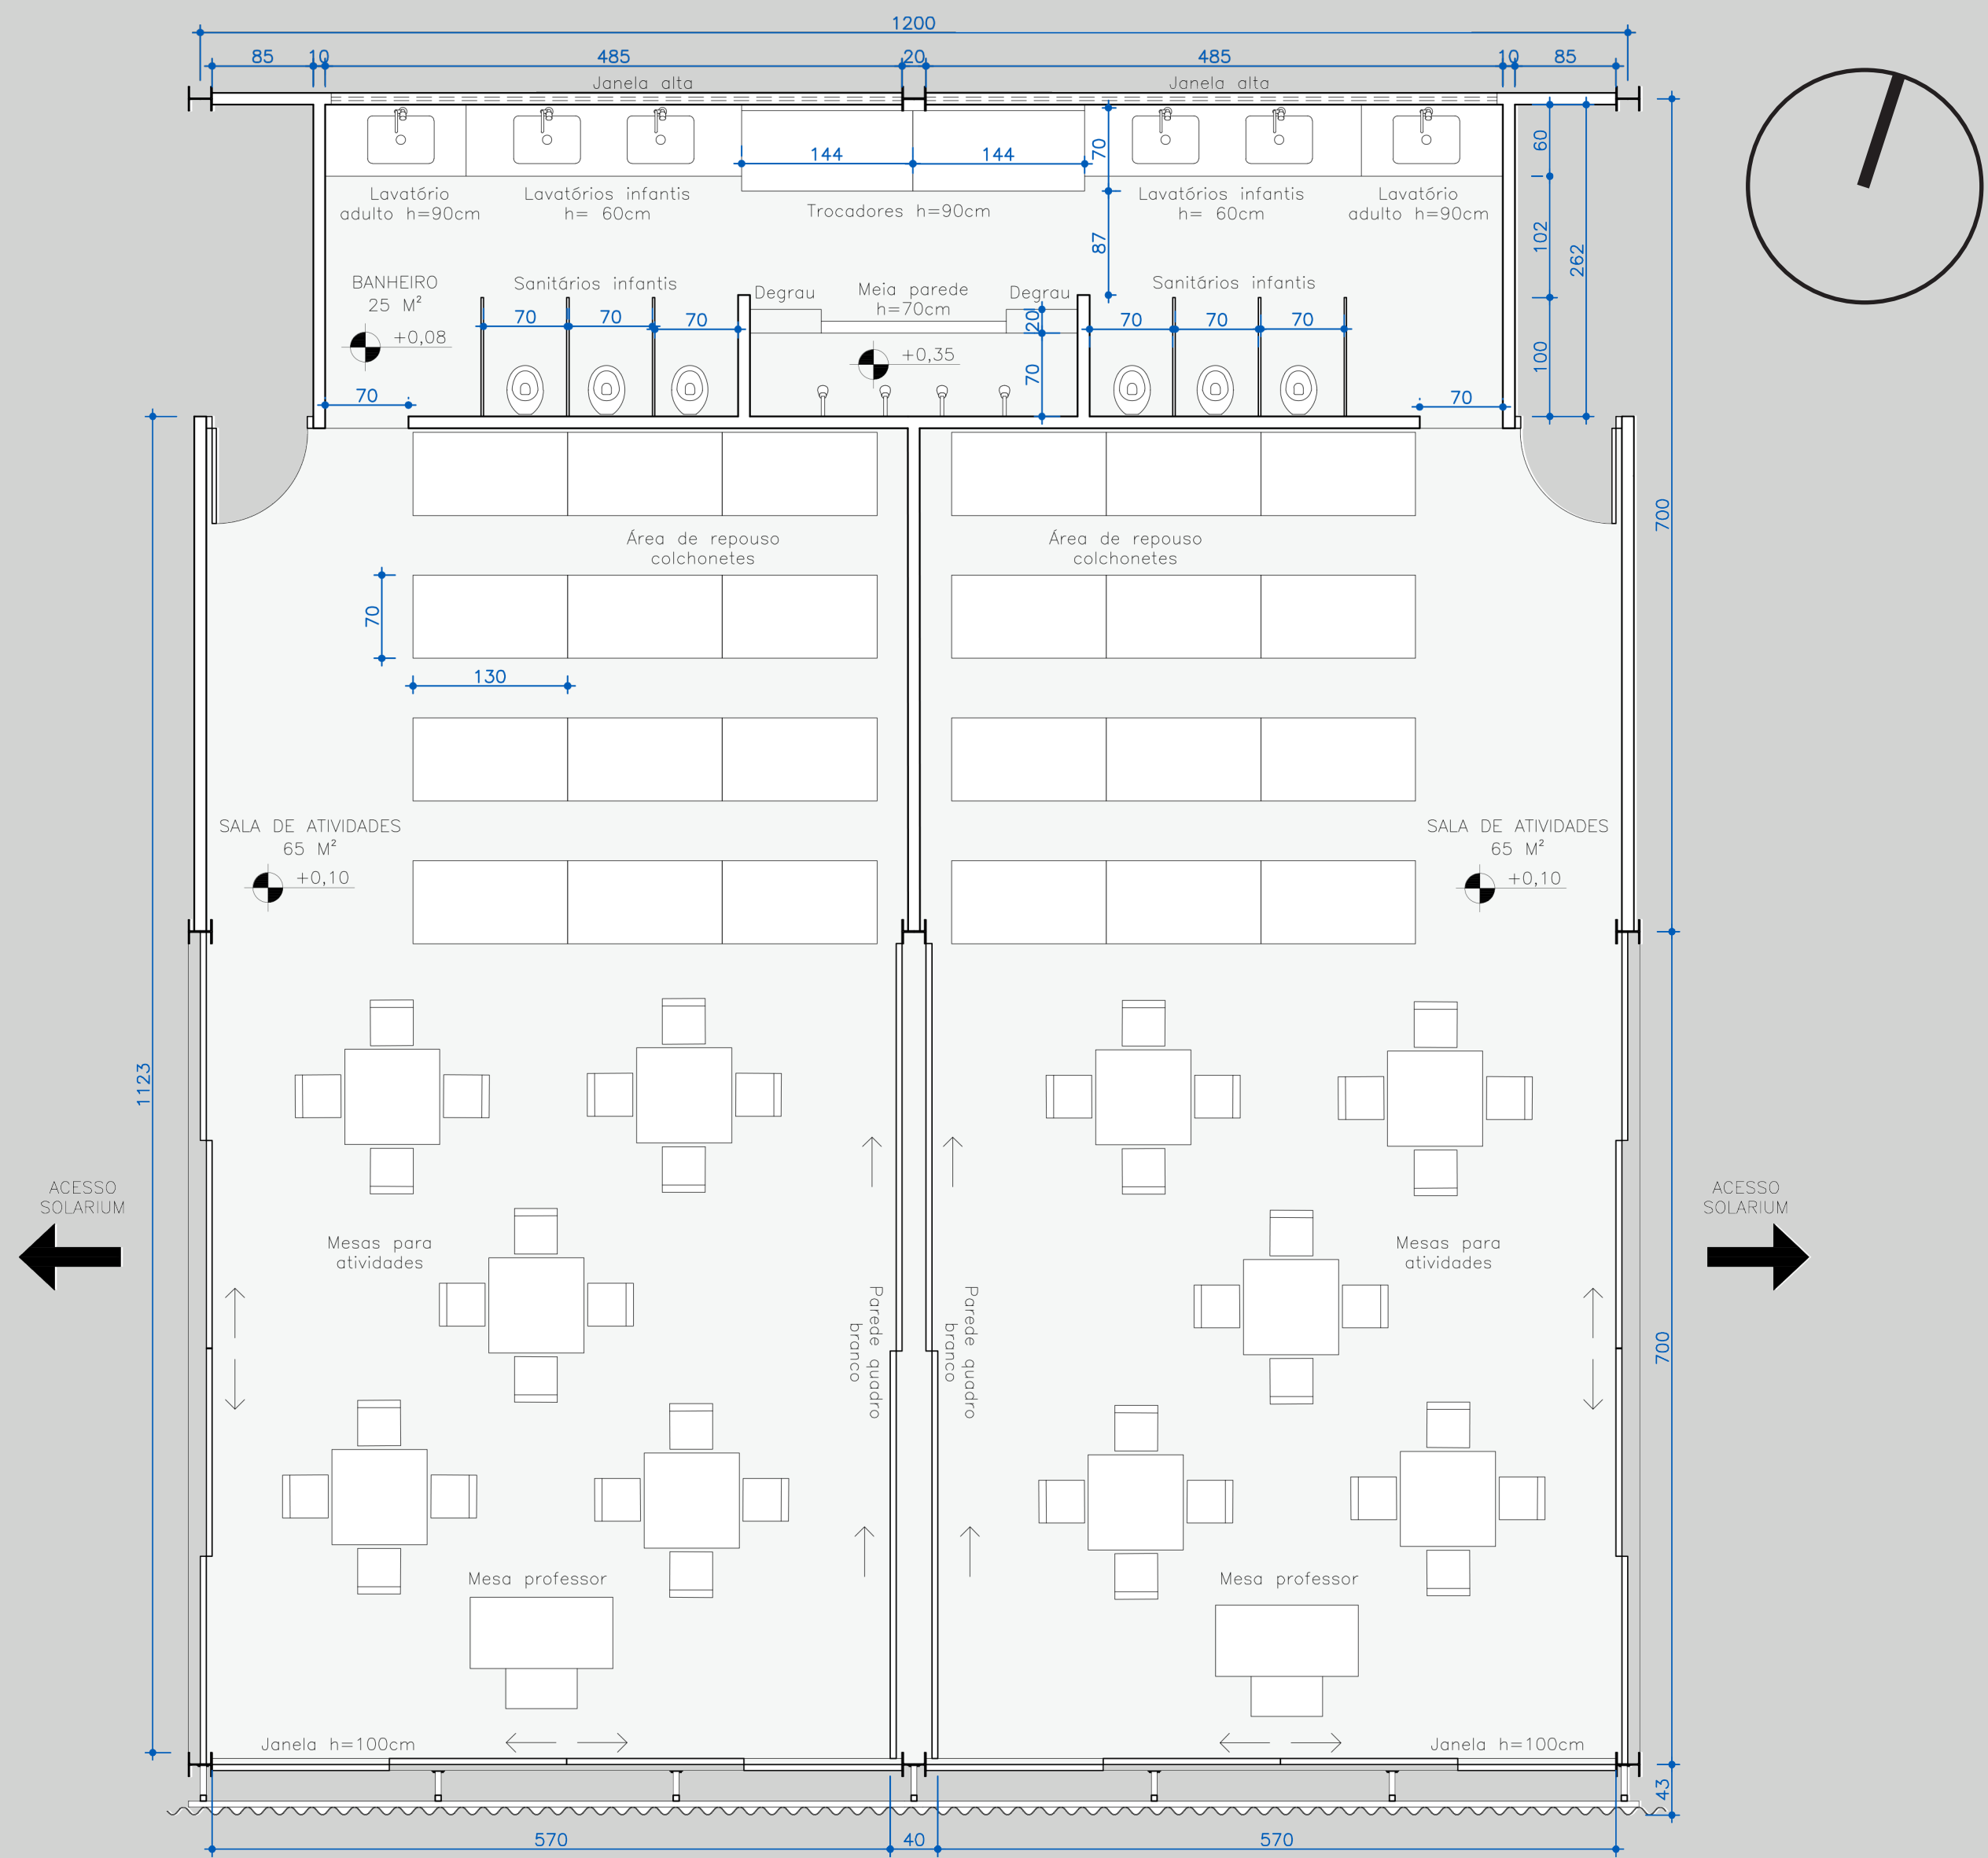 1200
85 10 485 20 485 10 85
Janela alta Janela alta
144 144 70 60
Lavatório Lavatórios infantis Trocadores h=90cm Lavatórios infantis Lavatório
adulto h=90cm h= 60cm h= 60cm adulto h=90cm
87 102 262
BANHEIRO Sanitários infantis Degrau Meia parede Degrau Sanitários infantis
25 M² h=70cm
+0,08 70 70 70 20 70 70 70
+0,35 100
70 70 70
Área de repouso Área de repouso
colchonetes colchonetes
700
70
130
SALA DE ATIVIDADES SALA DE ATIVIDADES
65 M² 65 M²
+0,10 +0,10
1123
ACESSO ACESSO
SOLARIUM SOLARIUM
Mesas para Mesas para
atividades atividades
Parede quadro
branco
Parede quadro
branco
700
Mesa professor Mesa professor
Janela h=100cm Janela h=100cm
43
570 40 570